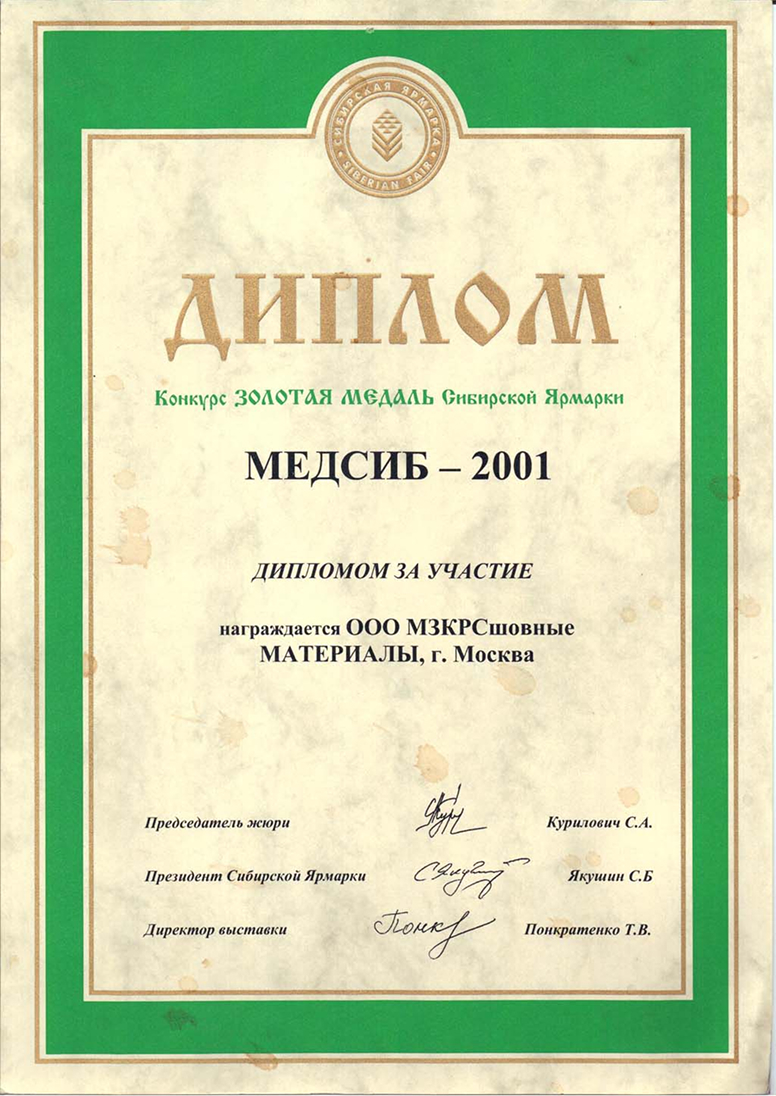 СИБИРСКАЯ ЯРМАРКА
SIBERIAN FAIR
ДИПЛОМ
Конкурс ЗОЛОТАЯ МЕДАЛЬ Сибирской Ярмарки
МЕДСИБ – 2001
ДИПЛОМОМ ЗА УЧАСТИЕ
награждается ООО МЗКРСшовные
МАТЕРИАЛЫ, г. Москва
Председатель жюри Курилович С.А.
Президент Сибирской Ярмарки Якушин С.Б
Директор выставки Понкратенко Т.В.